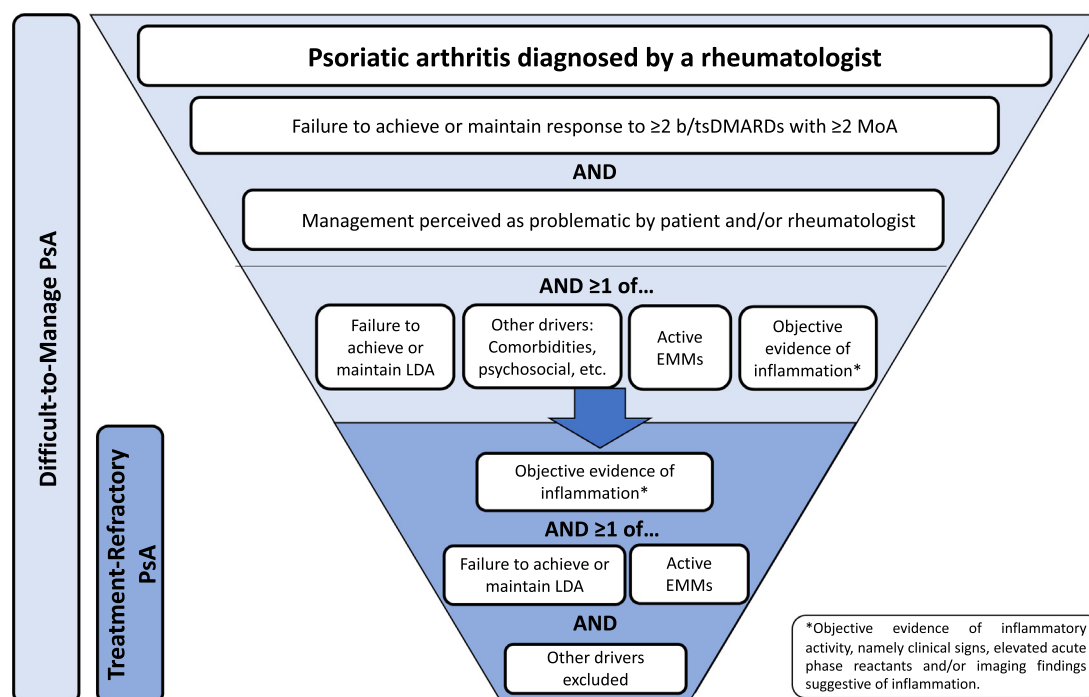 Difficult-to-Manage PsA
Treatment-Refractory
PsA
Psoriatic arthritis diagnosed by a rheumatologist
Failure to achieve or maintain response to ≥2 b/tsDMARDs with ≥2 MoA
AND
Management perceived as problematic by patient and/or rheumatologist
AND ≥1 of…
Failure to
achieve or
maintain LDA
Other drivers:
Comorbidities,
psychosocial, etc.
Active
EMMs
Objective
evidence of
inflammation*
Objective evidence of
inflammation*
AND ≥1 of…
Failure to achieve or
maintain LDA
Active
EMMs
AND
Other drivers
excluded
*Objective evidence of inflammatory
activity, namely clinical signs, elevated acute
phase reactants and/or imaging findings
suggestive of inflammation.